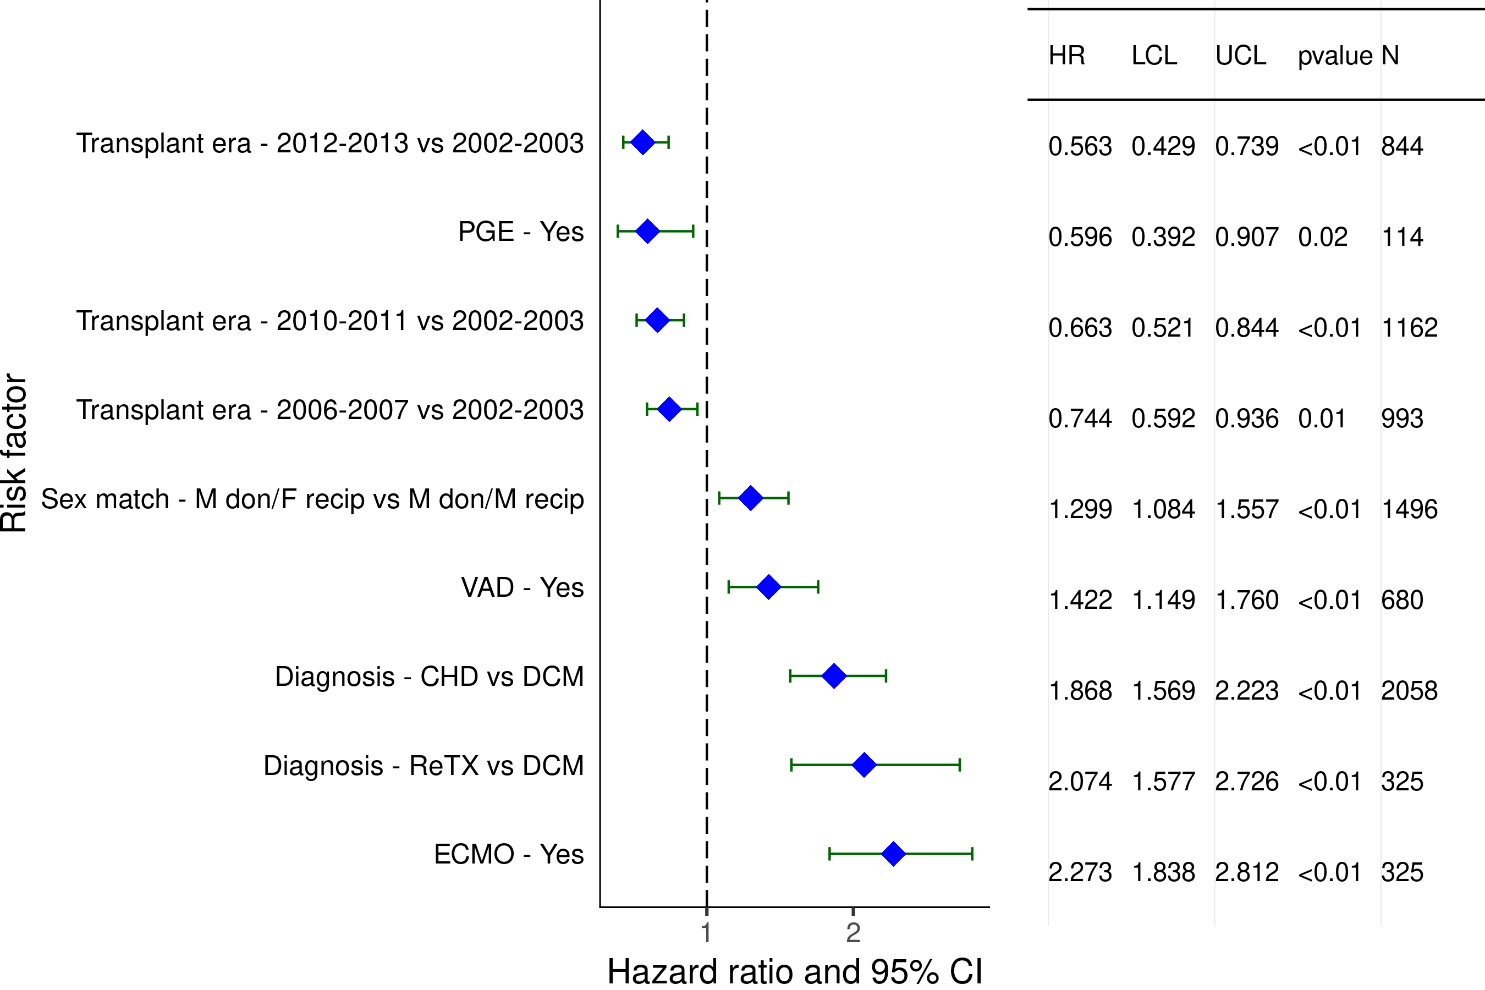 HR LCL UCL pvalue N
Transplant era - 2012-2013 vs 2002-2003 0.563 0.429 0.739 <0.01 844
PGE - Yes 0.596 0.392 0.907 0.02 114
Transplant era - 2010-2011 vs 2002-2003 0.663 0.521 0.844 <0.01 1162
Transplant era - 2006-2007 vs 2002-2003 0.744 0.592 0.936 0.01 993
Sex match - M don/F recip vs M don/M recip 1.299 1.084 1.557 <0.01 1496
VAD - Yes 1.422 1.149 1.760 <0.01 680
Diagnosis - CHD vs DCM 1.868 1.569 2.223 <0.01 2058
Diagnosis - ReTX vs DCM 2.074 1.577 2.726 <0.01 325
ECMO - Yes 2.273 1.838 2.812 <0.01 325
Risk factor
1 2
Hazard ratio and 95% CI